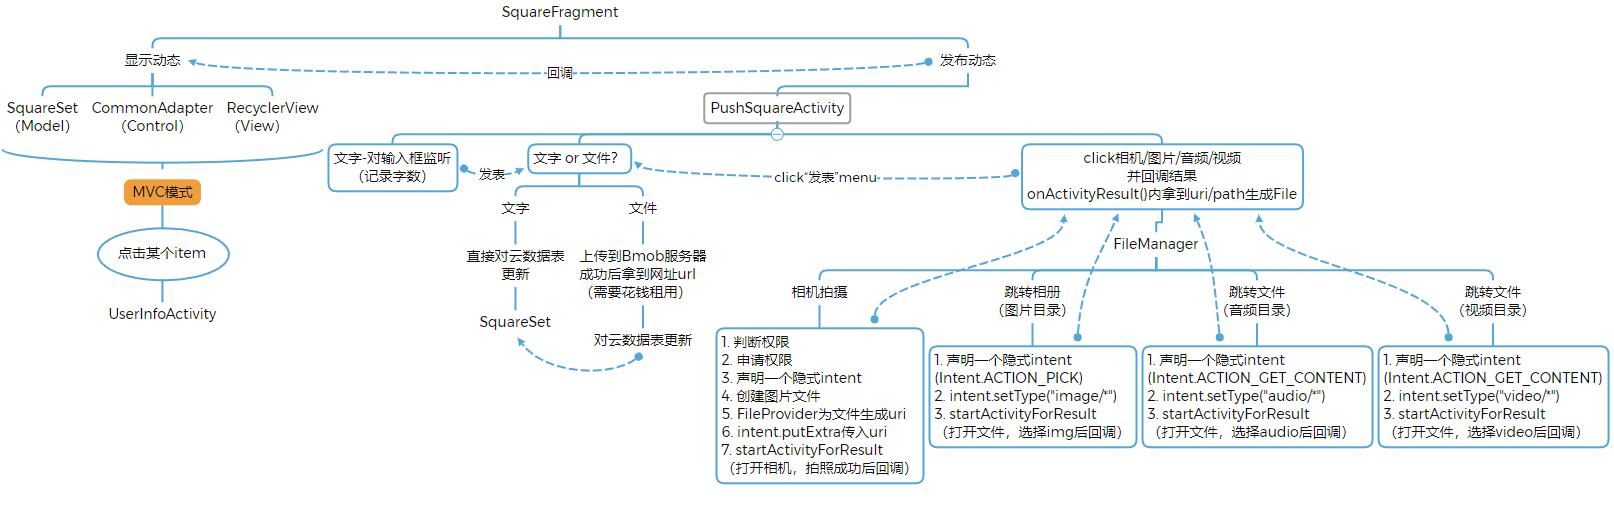 SquareFragment
显示动态
回调
发布动态
SquareSet
(Model)
CommonAdapter
(Control)
RecyclerView
(View)
MVC模式
点击某个item
UserInfoActivity
PushSquareActivity
文字-对输入框监听
(记录字数)
发表
文字 or 文件?
click“发表”menu
click相机/图片/音频/视频
并回调结果
onActivityResult()内拿到uri/path生成File
文字
直接对云数据表
更新
SquareSet
文件
上传到Bmob服务器
成功后拿到网址url
(需要花钱租用)
对云数据表更新
FileManager
相机拍摄
1. 判断权限
2. 申请权限
3. 声明一个隐式intent
4. 创建图片文件
5. FileProvider为文件生成uri
6. intent.putExtra传入uri
7. startActivityForResult
(打开相机，拍照成功后回调)
跳转相册
(图片目录)
1. 声明一个隐式intent
(Intent.ACTION_PICK)
2. intent.setType("image/*")
3. startActivityForResult
(打开文件，选择img后回调)
跳转文件
(音频目录)
1. 声明一个隐式intent
(Intent.ACTION_GET_CONTENT)
2. intent.setType("audio/*")
3. startActivityForResult
(打开文件，选择audio后回调)
跳转文件
(视频目录)
1. 声明一个隐式intent
(Intent.ACTION_GET_CONTENT)
2. intent.setType("video/*")
3. startActivityForResult
(打开文件，选择video后回调)